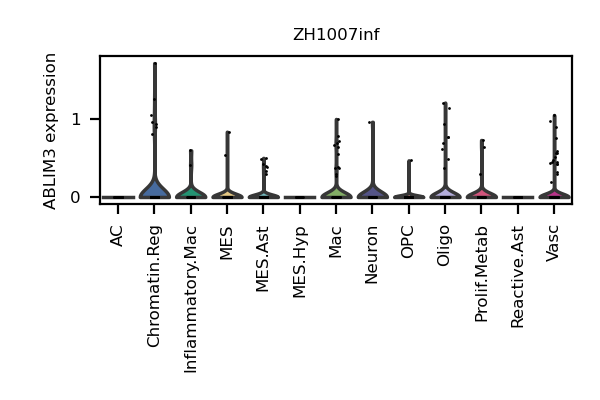 ZH1007inf
ABLIM3 expression
1
0
AC
Chromatin.Reg
Inflammatory.Mac
MES
MES.Ast
MES.Hyp
Mac
Neuron
OPC
Oligo
Prolif.Metab
Reactive.Ast
Vasc